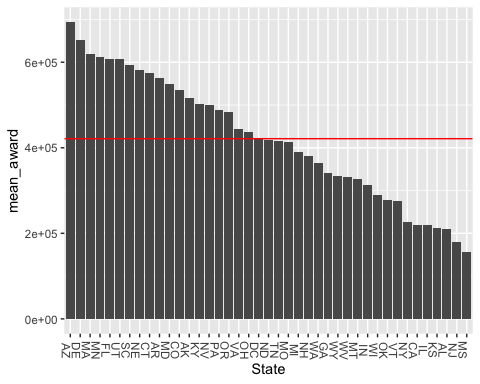 6e+05
4e+05
2e+05
0e+00
mean_award
AZ DE MA MN FL UT SC NE CT AR MD CO AK KY NV PA OR VA OH DC ND TN MO MI NH WA GA WY WV MT IN WI OK VT NY CA IL KS AL NJ MS
State